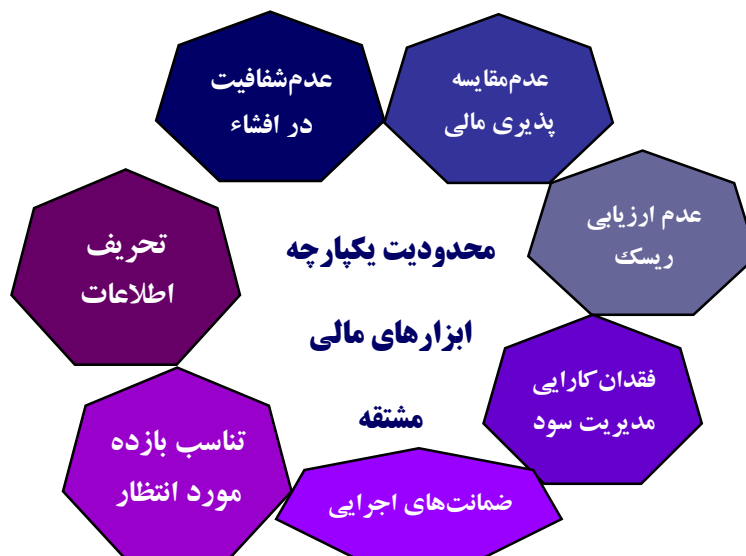 عدم‌مقایسه
پذیری مالی
عدم‌شفافیت
در افشاء
عدم ارزیابی
ریسک
تحریف
اطلاعات
محدودیت یکپارچه
ابزارهای مالی
مشتقه
فقدان کارایی
مدیریت سود
تناسب بازده
مورد انتظار
ضمانت‌های اجرایی